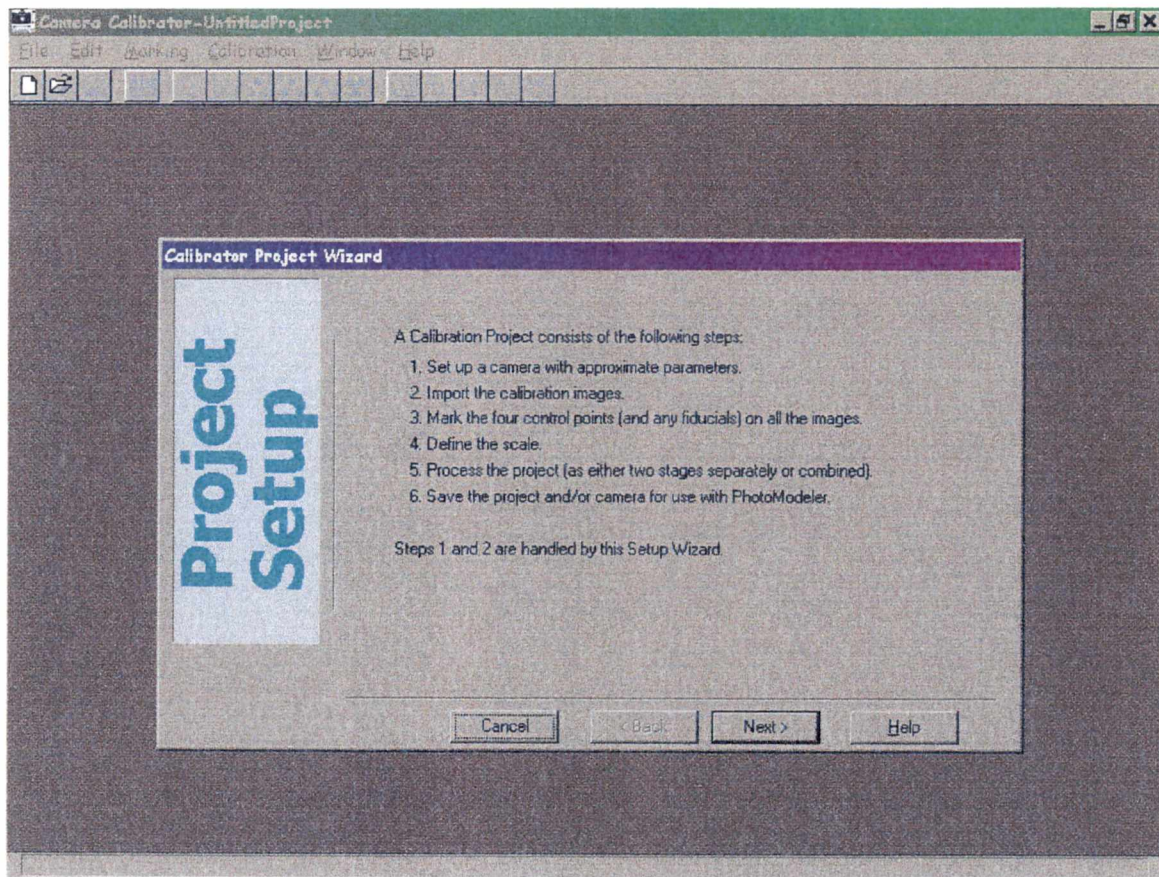 Camera Calibrator-UntitledProject
File Edit Marking Calibration Window Help
Calibrator Project Wizard
Project
Setup
A Calibration Project consists of the following steps:
1. Set up a camera with approximate parameters.
2. Import the calibration images.
3. Mark the four control points (and any fiducials) on all the images.
4. Define the scale.
5. Process the project (as either two stages separately or combined).
6. Save the project and/or camera for use with PhotoModeler.
Steps 1 and 2 are handled by this Setup Wizard.
Cancel < Back Next > Help